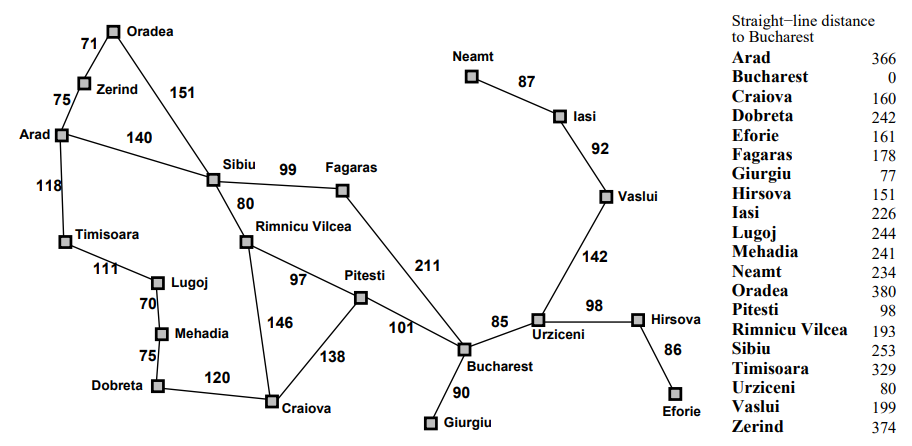 Straight−line distance
to Bucharest
Arad 366
Bucharest 0
Craiova 160
Dobreta 242
Eforie 161
Fagaras 178
Giurgiu 77
Hirsova 151
Iasi 226
Lugoj 244
Mehadia 241
Neamt 234
Oradea 380
Pitesti 98
Rimnicu Vilcea 193
Sibiu 253
Timisoara 329
Urziceni 80
Vaslui 199
Zerind 374
Oradea
71
Neamt
Zerind
87
75
151
Iasi
Arad
140
92
Sibiu
99
Fagaras
118
80
Vaslui
Rimnicu Vilcea
Timisoara
142
111
97
Pitesti
211
Lugoj
70
98
Hirsova
146
101
85
Urziceni
Mehadia
138
86
75
Bucharest
120
Dobreta
90
Craiova
Eforie
Giurgiu